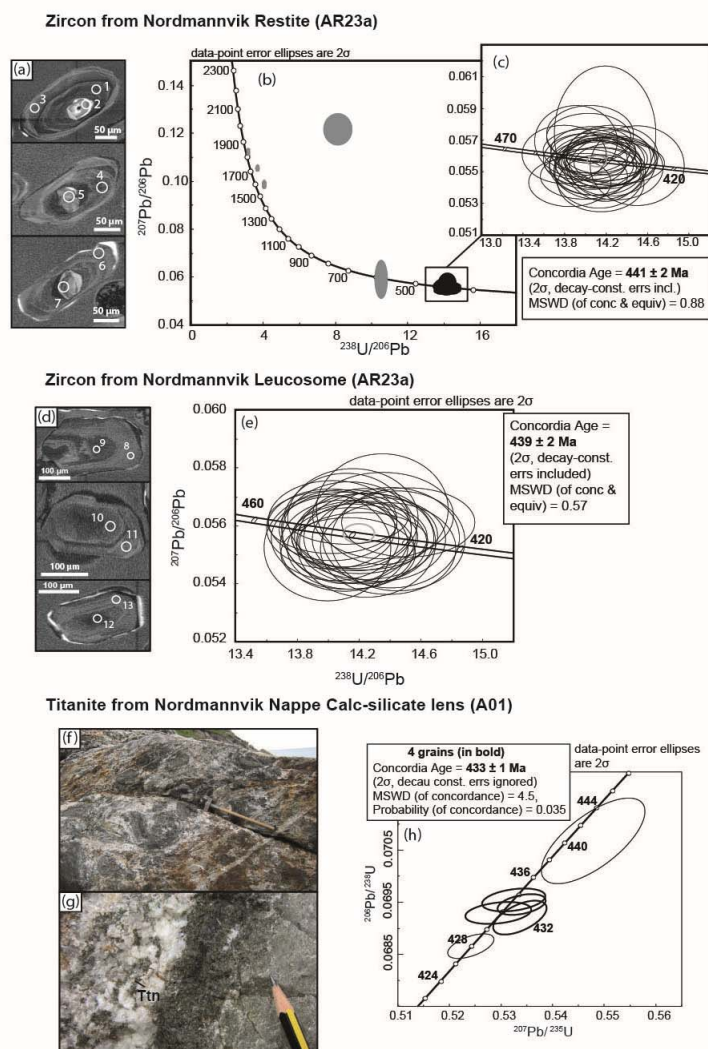 Zircon from Nordmannvik Restite (AR23a)
(a)
1
3
2
50 µm
4
5
50 µm
6
7
50 µm
data-point error ellipses are 2σ
(b)
2300
2100
1900
1700
1500
1300
1100
900
700
500
0.14
0.12
0.10
0.08
0.06
0.04
207Pb/206Pb
0
4
8
12
16
238U/206Pb
(c)
0.061
0.059
0.057
0.055
0.053
0.051
470
420
13.0
13.4
13.8
14.2
14.6
15.0
Concordia Age = 441 ± 2 Ma
(2σ, decay-const. errs incl.)
MSWD (of conc & equiv) = 0.88
Zircon from Nordmannvik Leucosome (AR23a)
(d)
9
8
100 µm
10
11
100 µm
13
12
data-point error ellipses are 2σ
(e)
0.060
0.058
0.056
0.054
0.052
207Pb/206Pb
460
420
13.4
13.8
14.2
14.6
15.0
238U/206Pb
Concordia Age =
439 ± 2 Ma
(2σ, decay-const.
errs included)
MSWD (of conc &
equiv) = 0.57
Titanite from Nordmannvik Nappe Calc-silicate lens (A01)
(f)
(g)
Ttn
4 grains (in bold)
Concordia Age = 433 ± 1 Ma
(2σ, decau const. errs ignored)
MSWD (of concordance) = 4.5,
Probability (of concordance) = 0.035
data-point error ellipses
are 2σ
(h)
444
440
436
432
428
424
0.0705
0.0695
0.0685
206Pb/238U
0.51
0.52
0.53
0.54
0.55
0.56
207Pb/235U